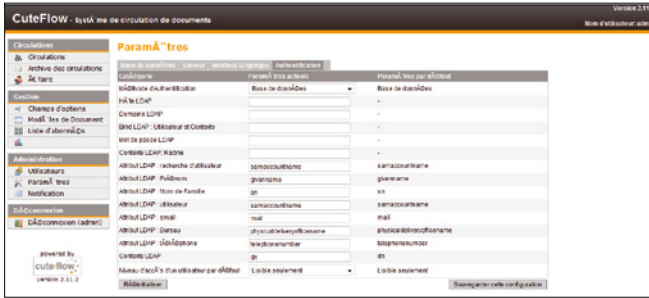 Version 2.11
CuteFlow - Systà ̈me de circulation de documents
Nom d'utilisateur: adm
Circulations
Circulations
Archive des circulations
Ã€ faire
Gestion
Champs d'options
ModÃ ̈les de Document
Liste d'abonnÃ©s
Administration
Utilisateurs
ParamÃ ̈tres
Notification
DÃ©connexion
DÃ©connexion (admin)
powered by
cuteflow
version 2.11.2
ParamÃ ̈tres
Base de donnÃ©es Serveur Interface Graphique Authentification
CatÃ©gorie ParamÃ ̈tres actuels ParamÃ ̈tres par dÃ©faut
MÃ©thode d'Authentification Base de donnÃ©es Base de donnÃ©es
HÃ´te LDAP -
Domaine LDAP -
Bind LDAP : Utilisateur et Contexte -
Mot de passe LDAP -
Contexte LDAP: Racine -
Attribut LDAP : recherche d'utilisateur samaccountname samaccountname
Attribut LDAP : PrÃ©nom givenname givenname
Attribut LDAP : Nom de Famille sn sn
Attribut LDAP : utilisateur samaccountname samaccountname
Attribut LDAP : email mail mail
Attribut LDAP : Bureau physicaldeliveryofficename physicaldeliveryofficename
Attribut LDAP : tÃ©lÃ©phone telephonenumber telephonenumber
Contexte LDAP dn dn
Niveau d'accÃ ̈s d'un utilisateur par dÃ©faut Lisible seulement Lisible seulement
RÃ©initialiser Sauvegarder cette configuration